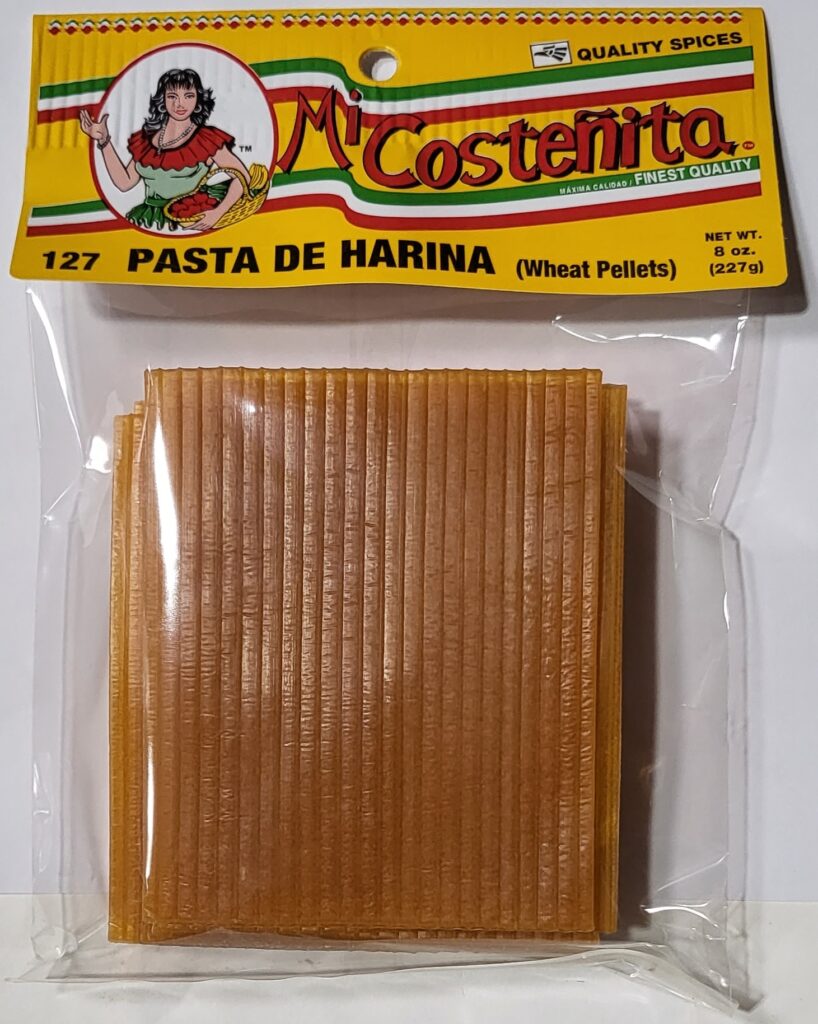 QUALITY SPICES
Mi Costeñita ™
™
MÁXIMA CALIDAD / FINEST QUALITY
127 PASTA DE HARINA (Wheat Pellets)
NET WT.
8 oz.
(227g)